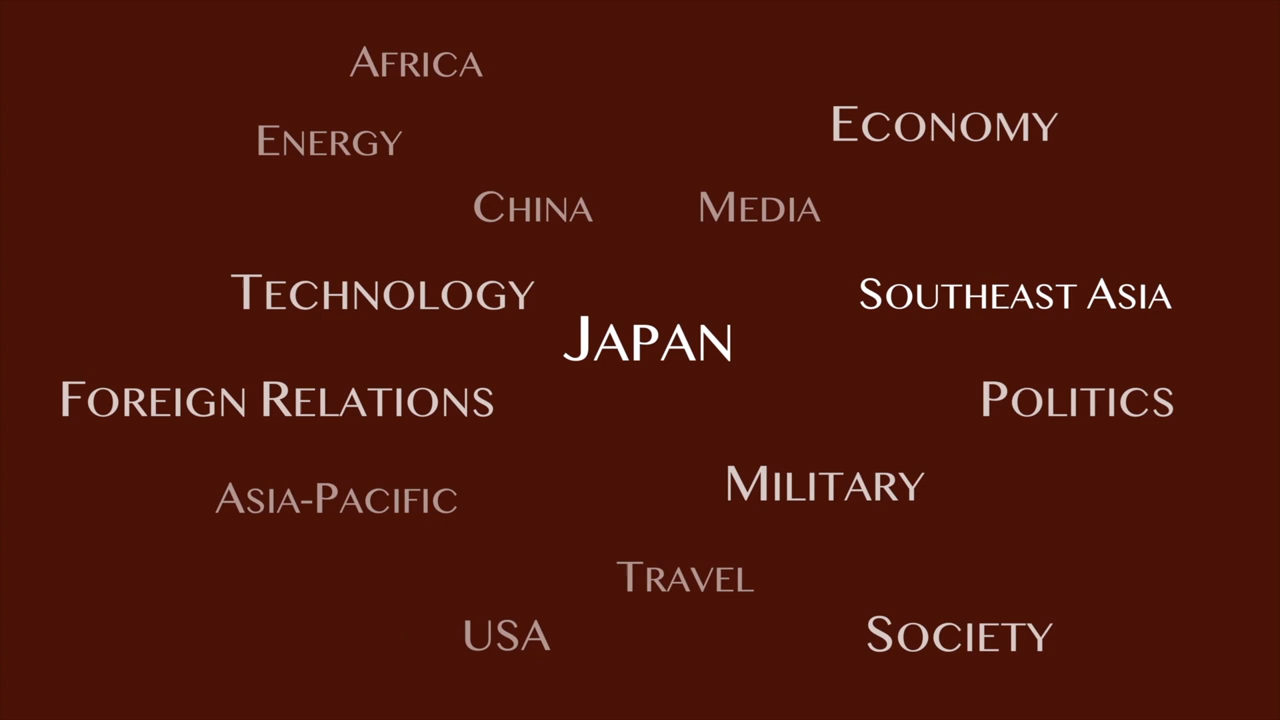 Africa
Economy
Energy
China
Media
Technology
Southeast Asia
Japan
Foreign Relations
Politics
Military
Asia-Pacific
Travel
USA
Society